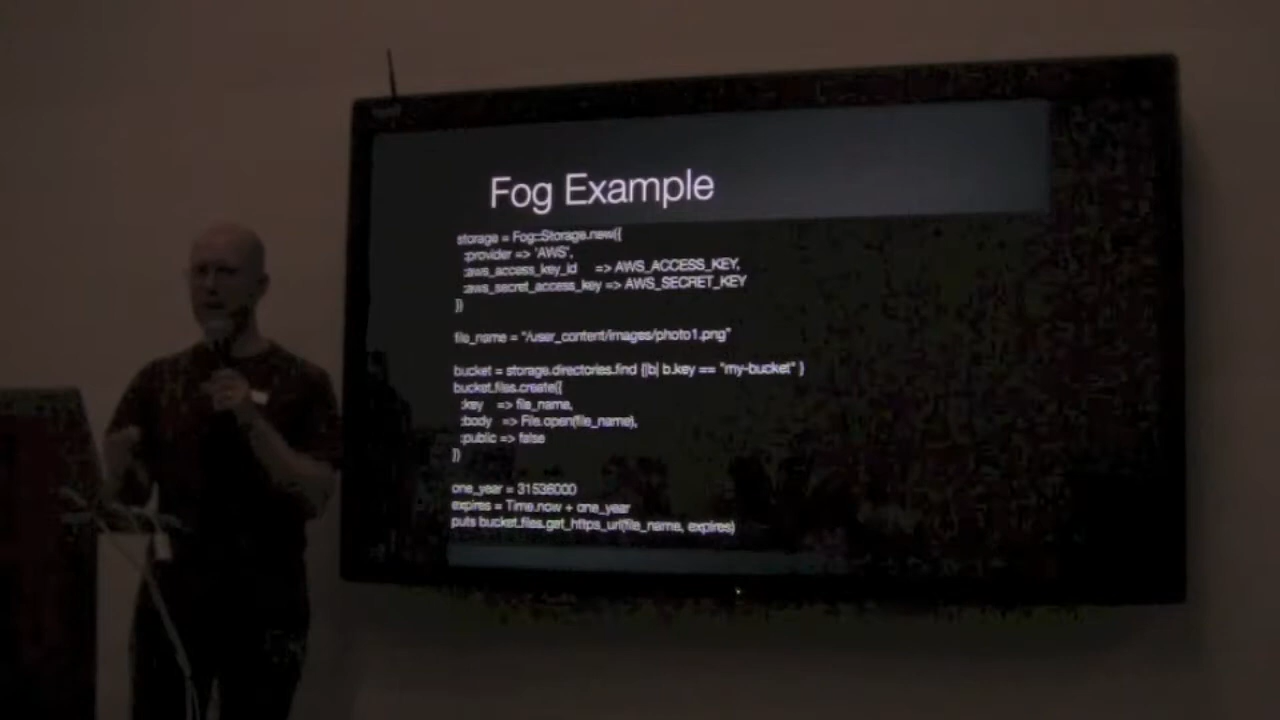 Fog Example
storage = Fog::Storage.new({
:provider => 'AWS',
:aws_access_key_id => AWS_ACCESS_KEY,
:aws_secret_access_key => AWS_SECRET_KEY
})
file_name = "/user_content/images/photo1.png"
bucket = storage.directories.find {|b| b.key == "my-bucket" }
bucket.files.create({
:key => file_name,
:body => File.open(file_name),
:public => false
})
one_year = 31536000
expires = Time.now + one_year
puts bucket.files.get_https_url(file_name, expires)